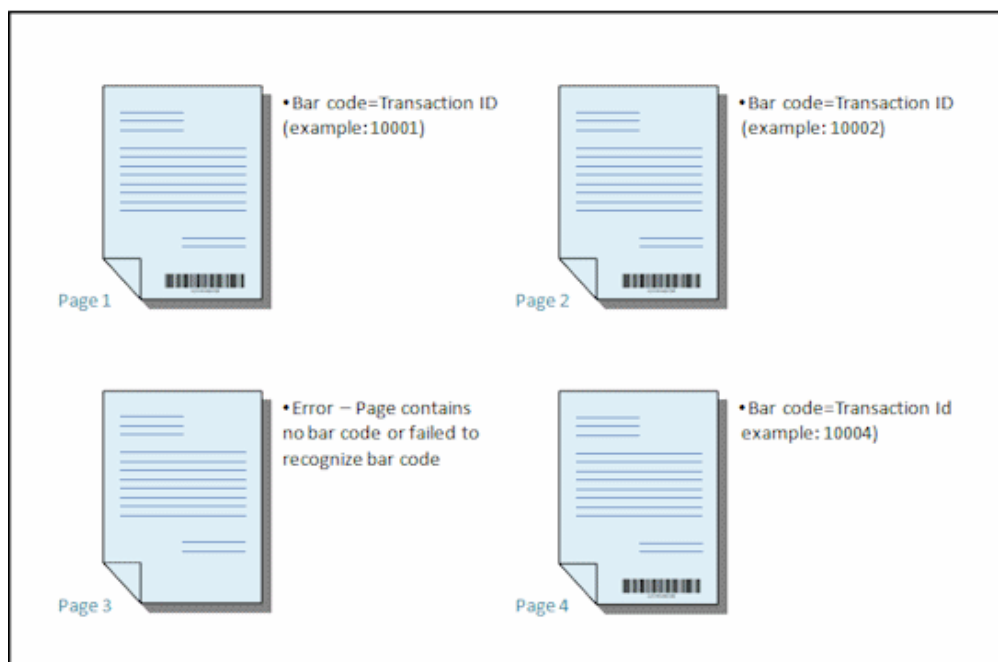 •Bar code=Transaction ID
(example: 10001)
Page 1
•Bar code=Transaction ID
(example: 10002)
Page 2
•Error – Page contains
no bar code or failed to
recognize bar code
Page 3
•Bar code=Transaction Id
example: 10004)
Page 4